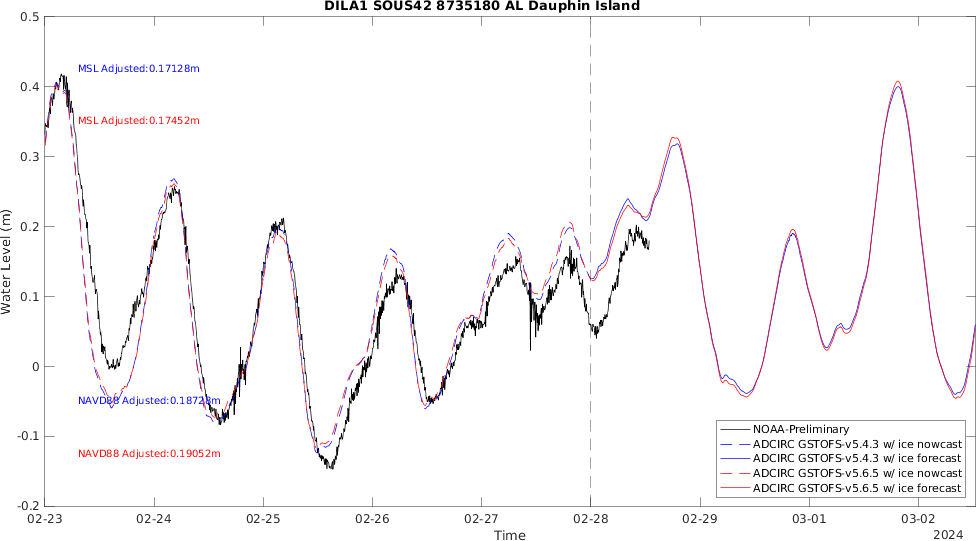 DILA1 SOUS42 8735180 AL Dauphin Island
0.5
0.4
0.3
0.2
0.1
0
-0.1
-0.2
Water Level (m)
MSL Adjusted:0.17128m
MSL Adjusted:0.17452m
NAVD88 Adjusted:0.18728m
NAVD88 Adjusted:0.19052m
NOAA-Preliminary
ADCIRC GSTOFS-v5.4.3 w/ ice nowcast
ADCIRC GSTOFS-v5.4.3 w/ ice forecast
ADCIRC GSTOFS-v5.6.5 w/ ice nowcast
ADCIRC GSTOFS-v5.6.5 w/ ice forecast
02-23 02-24 02-25 02-26 02-27 02-28 02-29 03-01 03-02
Time
2024